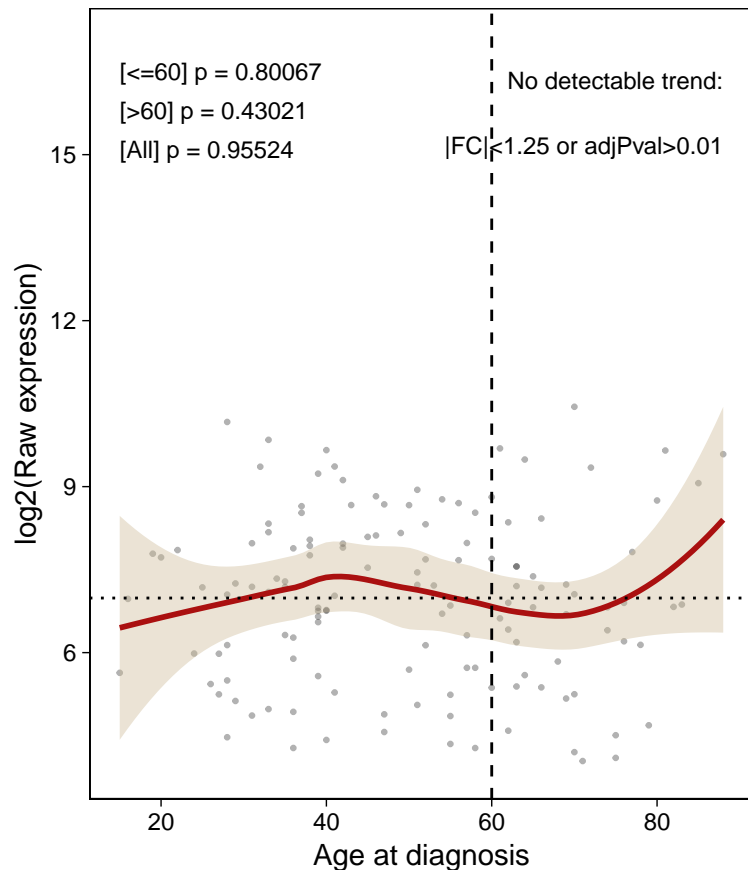 [<=60] p = 0.80067
[>60] p = 0.43021
[All] p = 0.95524
No detectable trend:
|FC|<1.25 or adjPval>0.01
log2(Raw expression)
15
12
9
6
20 40 60 80
Age at diagnosis